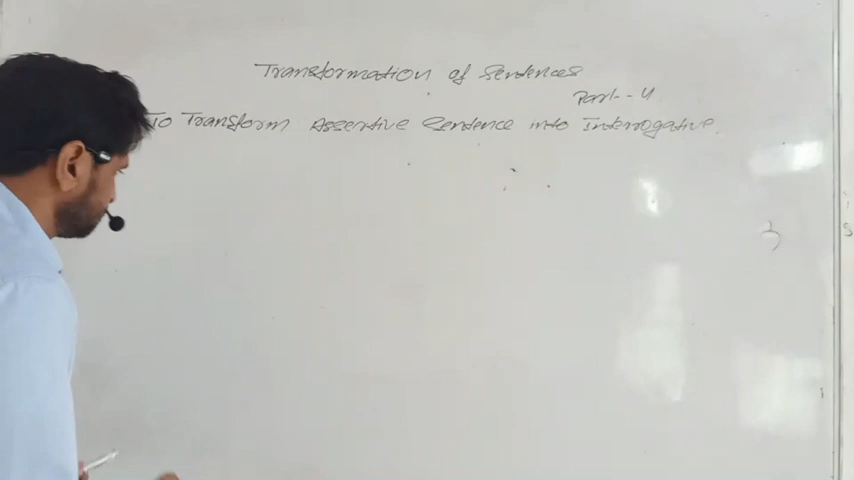 Transformation of Sentences
Part-4
To Transform Assertive Sentence into Interrogative